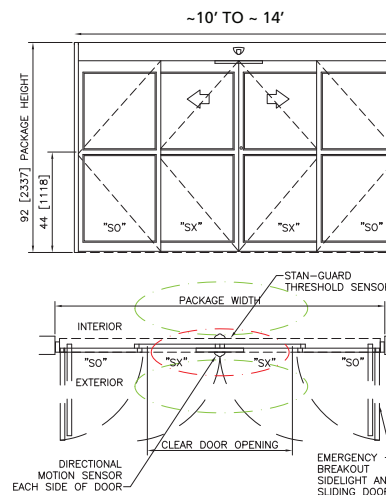 ~10' TO ~ 14'
92 [2337] PACKAGE HEIGHT
44 [1118]
"SO"
"SX"
"SX"
"SO"
STAN-GUARD
THRESHOLD SENSOR
PACKAGE WIDTH
INTERIOR
"SO"
"SX"
"SX"
"SO"
EXTERIOR
CLEAR DOOR OPENING
DIRECTIONAL
MOTION SENSOR
EACH SIDE OF DOOR
EMERGENCY
BREAKOUT
SIDELIGHT AN
SLIDING DOOR